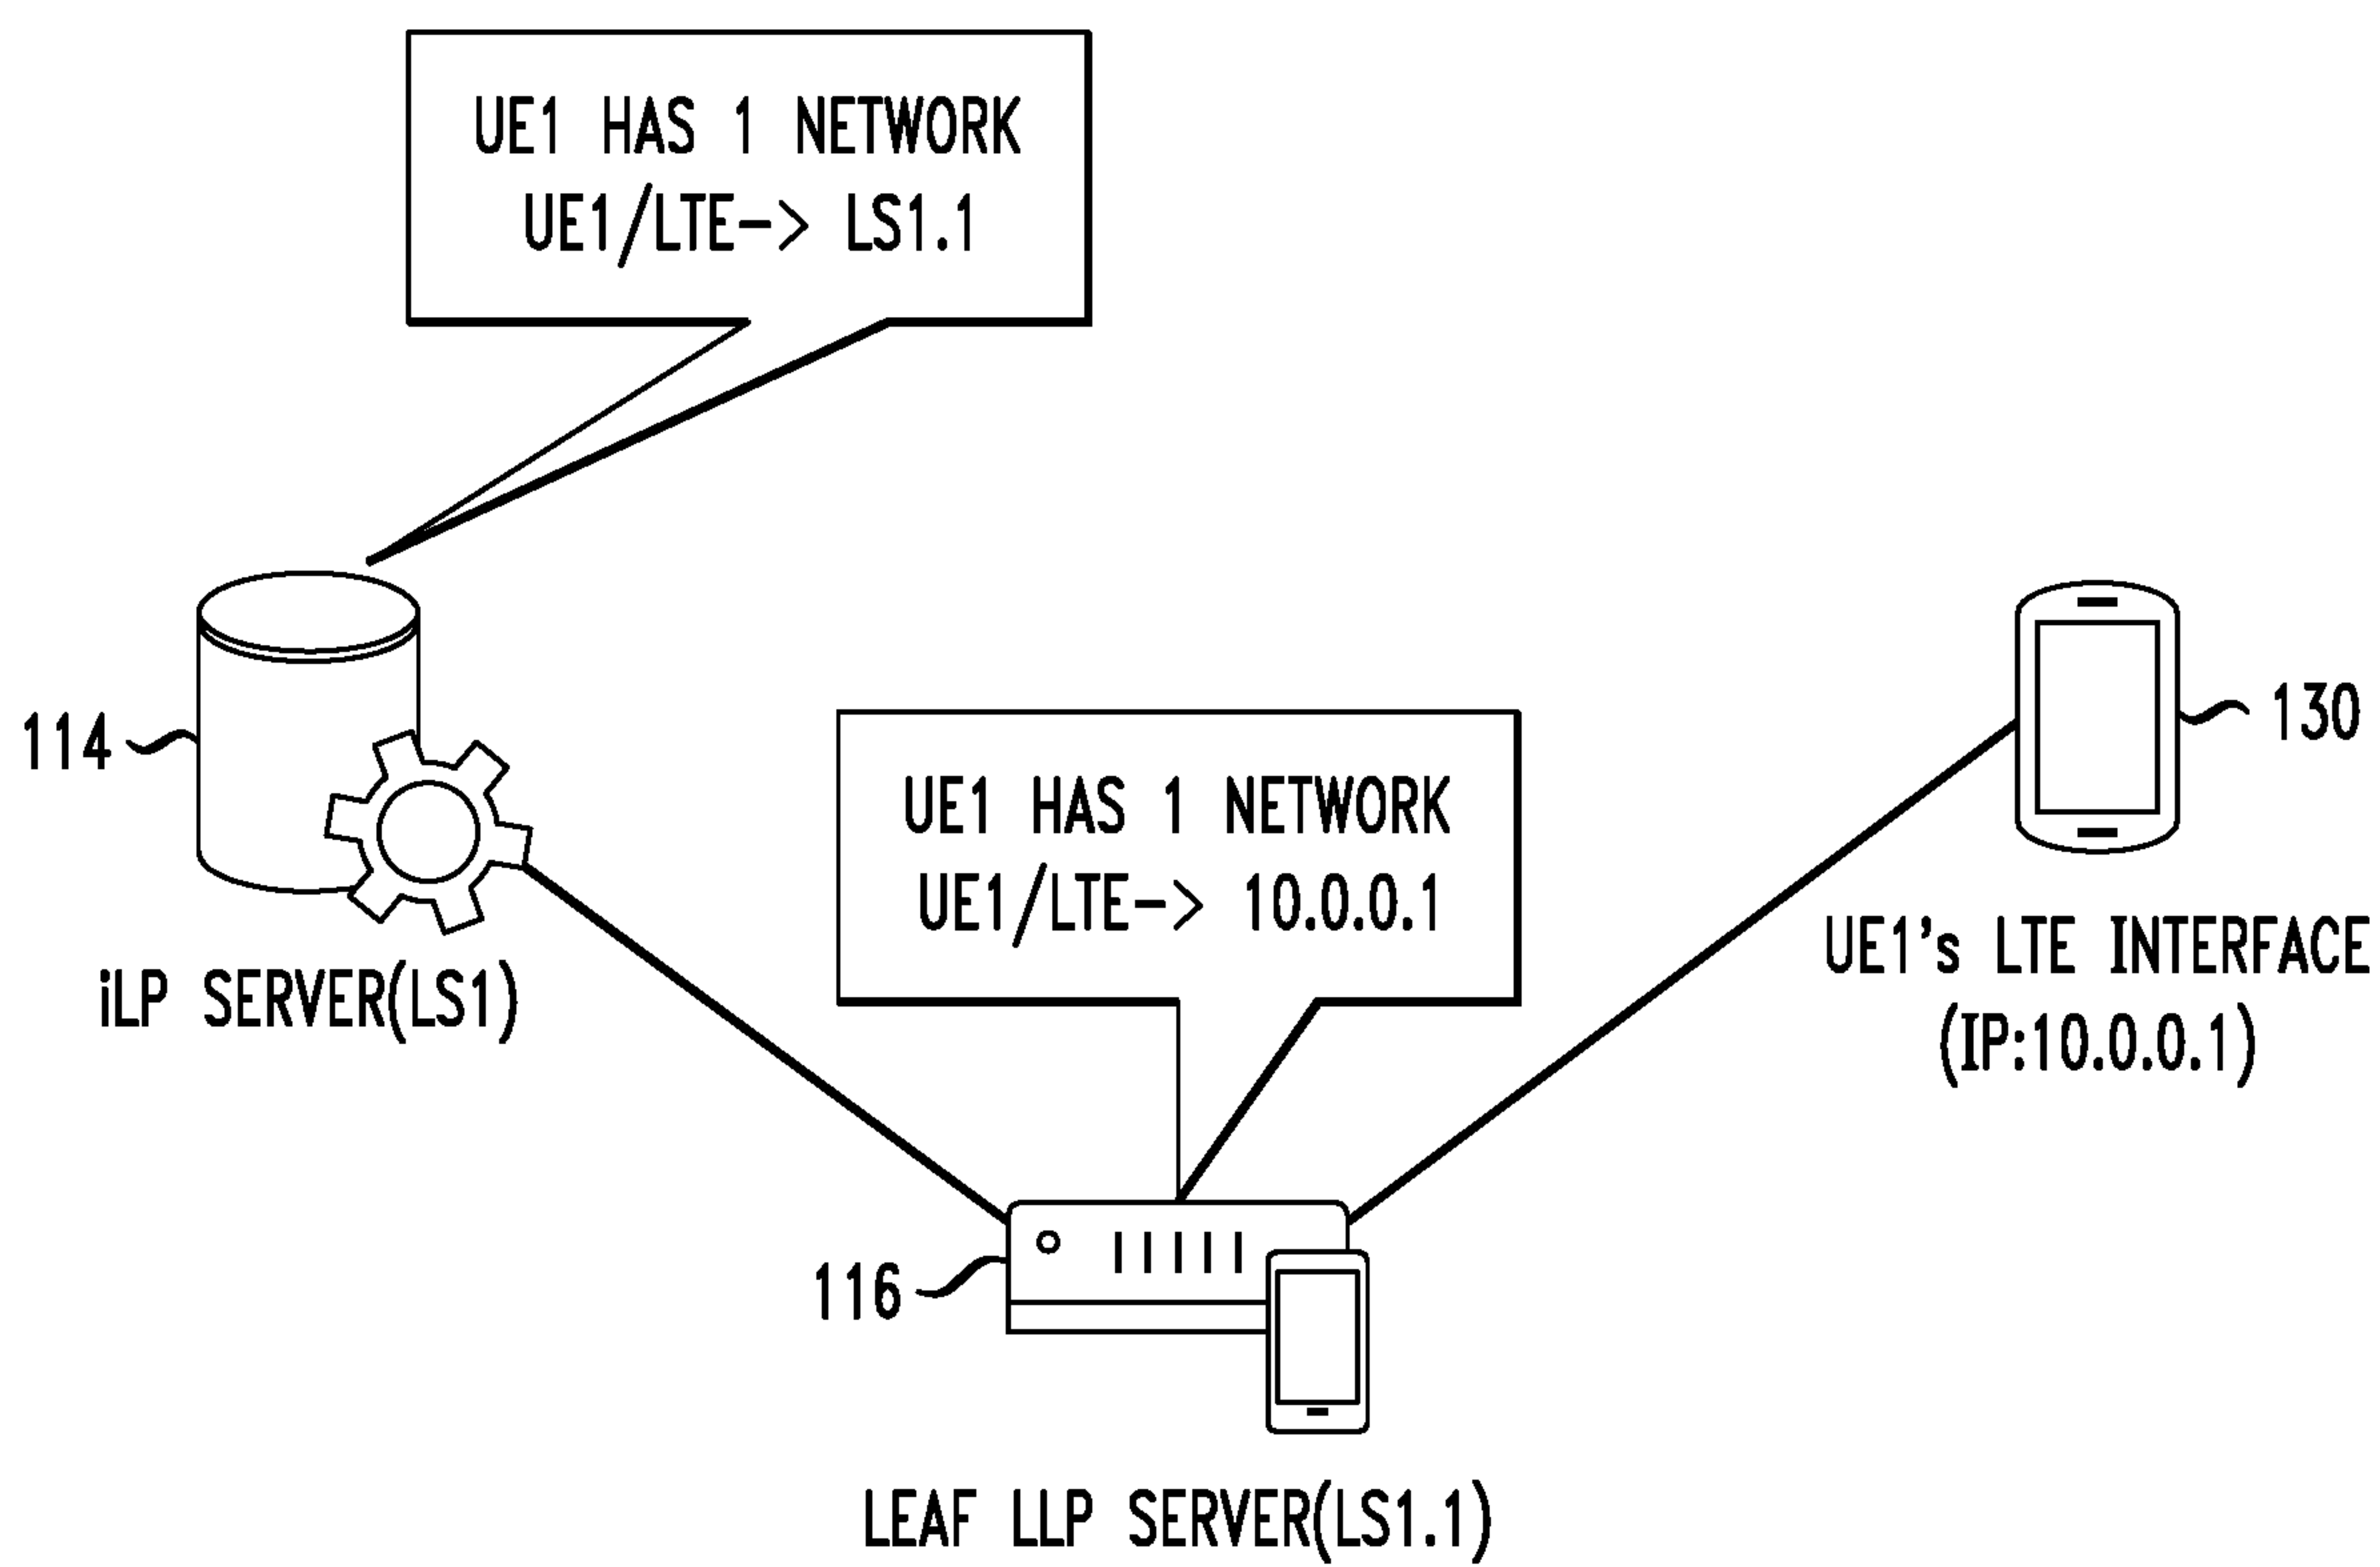 UE1 HAS 1 NETWORK
UE1/LTE-> LS1.1
114
130
UE1 HAS 1 NETWORK
UE1/LTE-> 10.0.0.1
iLP SERVER(LS1)
UE1's LTE INTERFACE
(IP:10.0.0.1)
116
LEAF LLP SERVER(LS1.1)